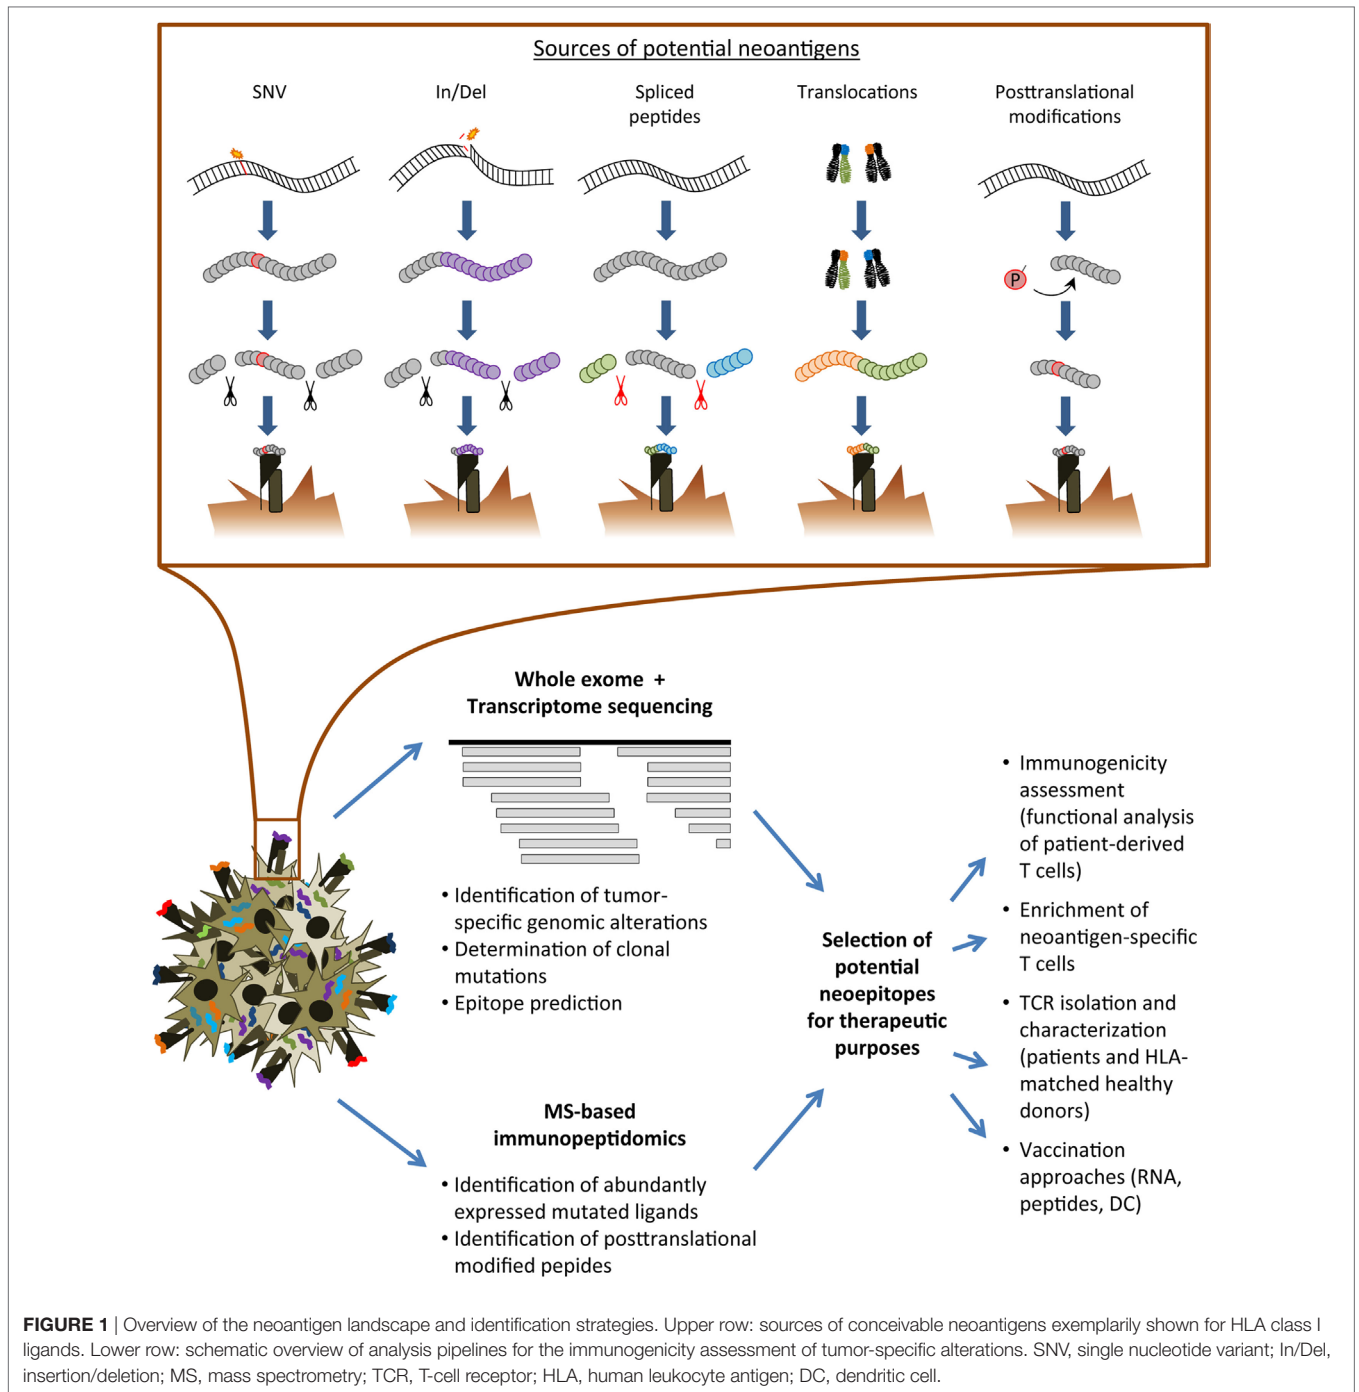 Sources of potential neoantigens
SNV
In/Del
Spliced
peptides
Translocations
Posttranslational
modifications
P
Whole exome +
Transcriptome sequencing
• Identification of tumor-
specific genomic alterations
• Determination of clonal
mutations
• Epitope prediction
MS-based
immunopeptidomics
• Identification of abundantly
expressed mutated ligands
• Identification of posttranslational
modified pepides
Selection of
potential
neoepitopes
for therapeutic
purposes
• Immunogenicity
assessment
(functional analysis
of patient-derived
T cells)
• Enrichment of
neoantigen-specific
T cells
• TCR isolation and
characterization
(patients and HLA-
matched healthy
donors)
• Vaccination
approaches (RNA,
peptides, DC)
FIGURE 1 | Overview of the neoantigen landscape and identification strategies. Upper row: sources of conceivable neoantigens exemplarily shown for HLA class I
ligands. Lower row: schematic overview of analysis pipelines for the immunogenicity assessment of tumor-specific alterations. SNV, single nucleotide variant; In/Del,
insertion/deletion; MS, mass spectrometry; TCR, T-cell receptor; HLA, human leukocyte antigen; DC, dendritic cell.